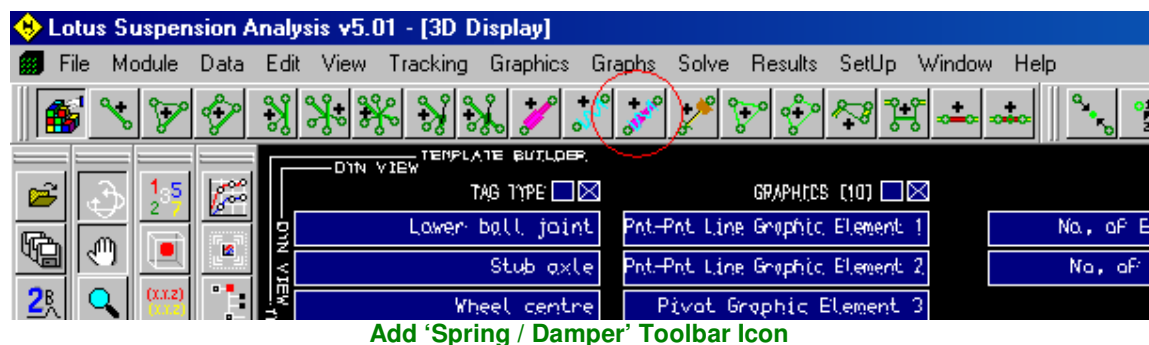 Lotus Suspension Analysis v5.01 - [3D Display]
File Module Data Edit View Tracking Graphics Graphs Solve Results SetUp Window Help
TEMPLATE BUILDER
DYN VIEW
TAG TYPE GRAPHICS [10]
DYN VIEW
Lower ball joint Pnt-Pnt Line Graphic Element 1 No. of E
Stub axle Pnt-Pnt Line Graphic Element 2 No. of
Wheel centre Pivot Graphic Element 3
Add ‘Spring / Damper’ Toolbar Icon